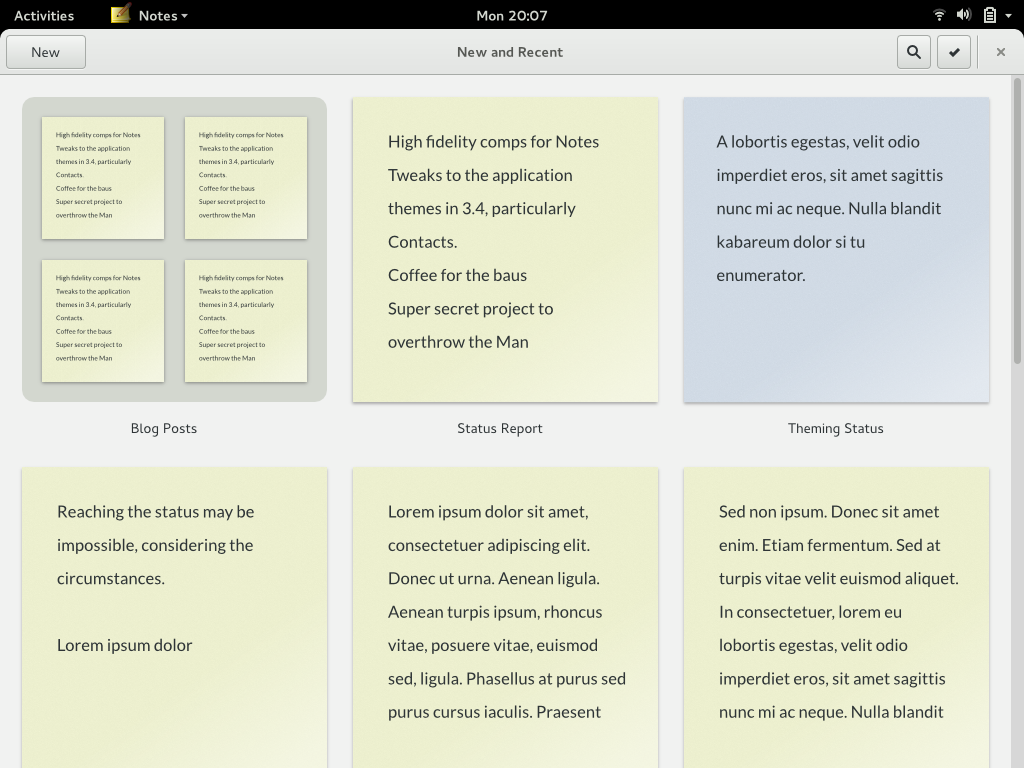 Activities
Notes
Mon 20:07
New
New and Recent
High fidelity comps for Notes
Tweaks to the application
themes in 3.4, particularly
Contacts.
Coffee for the baus
Super secret project to
overthrow the Man
High fidelity comps for Notes
Tweaks to the application
themes in 3.4, particularly
Contacts.
Coffee for the baus
Super secret project to
overthrow the Man
High fidelity comps for Notes
Tweaks to the application
themes in 3.4, particularly
Contacts.
Coffee for the baus
Super secret project to
overthrow the Man
High fidelity comps for Notes
Tweaks to the application
themes in 3.4, particularly
Contacts.
Coffee for the baus
Super secret project to
overthrow the Man
Blog Posts
High fidelity comps for Notes
Tweaks to the application
themes in 3.4, particularly
Contacts.
Coffee for the baus
Super secret project to
overthrow the Man
Status Report
A lobortis egestas, velit odio
imperdiet eros, sit amet sagittis
nunc mi ac neque. Nulla blandit
kabareum dolor si tu
enumerator.
Theming Status
Reaching the status may be
impossible, considering the
circumstances.
Lorem ipsum dolor
Lorem ipsum dolor sit amet,
consectetuer adipiscing elit.
Donec ut urna. Aenean ligula.
Aenean turpis ipsum, rhoncus
vitae, posuere vitae, euismod
sed, ligula. Phasellus at purus sed
purus cursus iaculis. Praesent
Sed non ipsum. Donec sit amet
enim. Etiam fermentum. Sed at
turpis vitae velit euismod aliquet.
In consectetuer, lorem eu
lobortis egestas, velit odio
imperdiet eros, sit amet sagittis
nunc mi ac neque. Nulla blandit